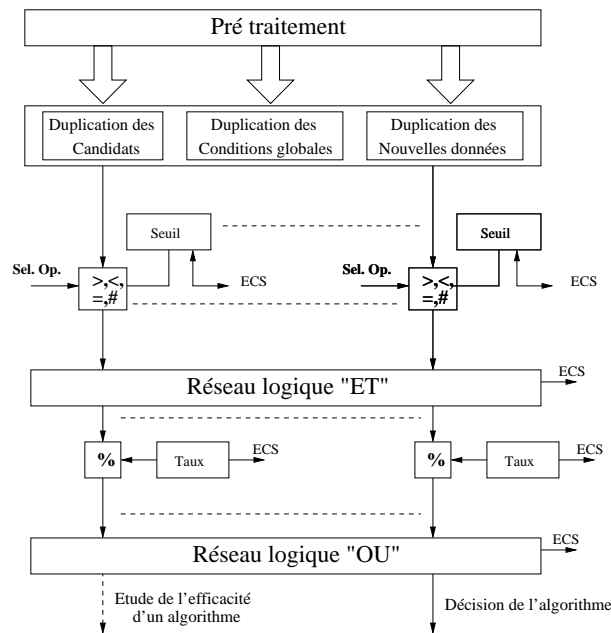 Pré traitement
Duplication des
Candidats
Duplication des
Conditions globales
Duplication des
Nouvelles données
Seuil
Seuil
Sel. Op.
>,<,
=,#
ECS
Sel. Op.
>,<,
=,#
ECS
Réseau logique "ET"
ECS
%
Taux
ECS
%
Taux
ECS
Réseau logique "OU"
ECS
Etude de l'efficacité
d'un algorithme
Décision de l'algorithme